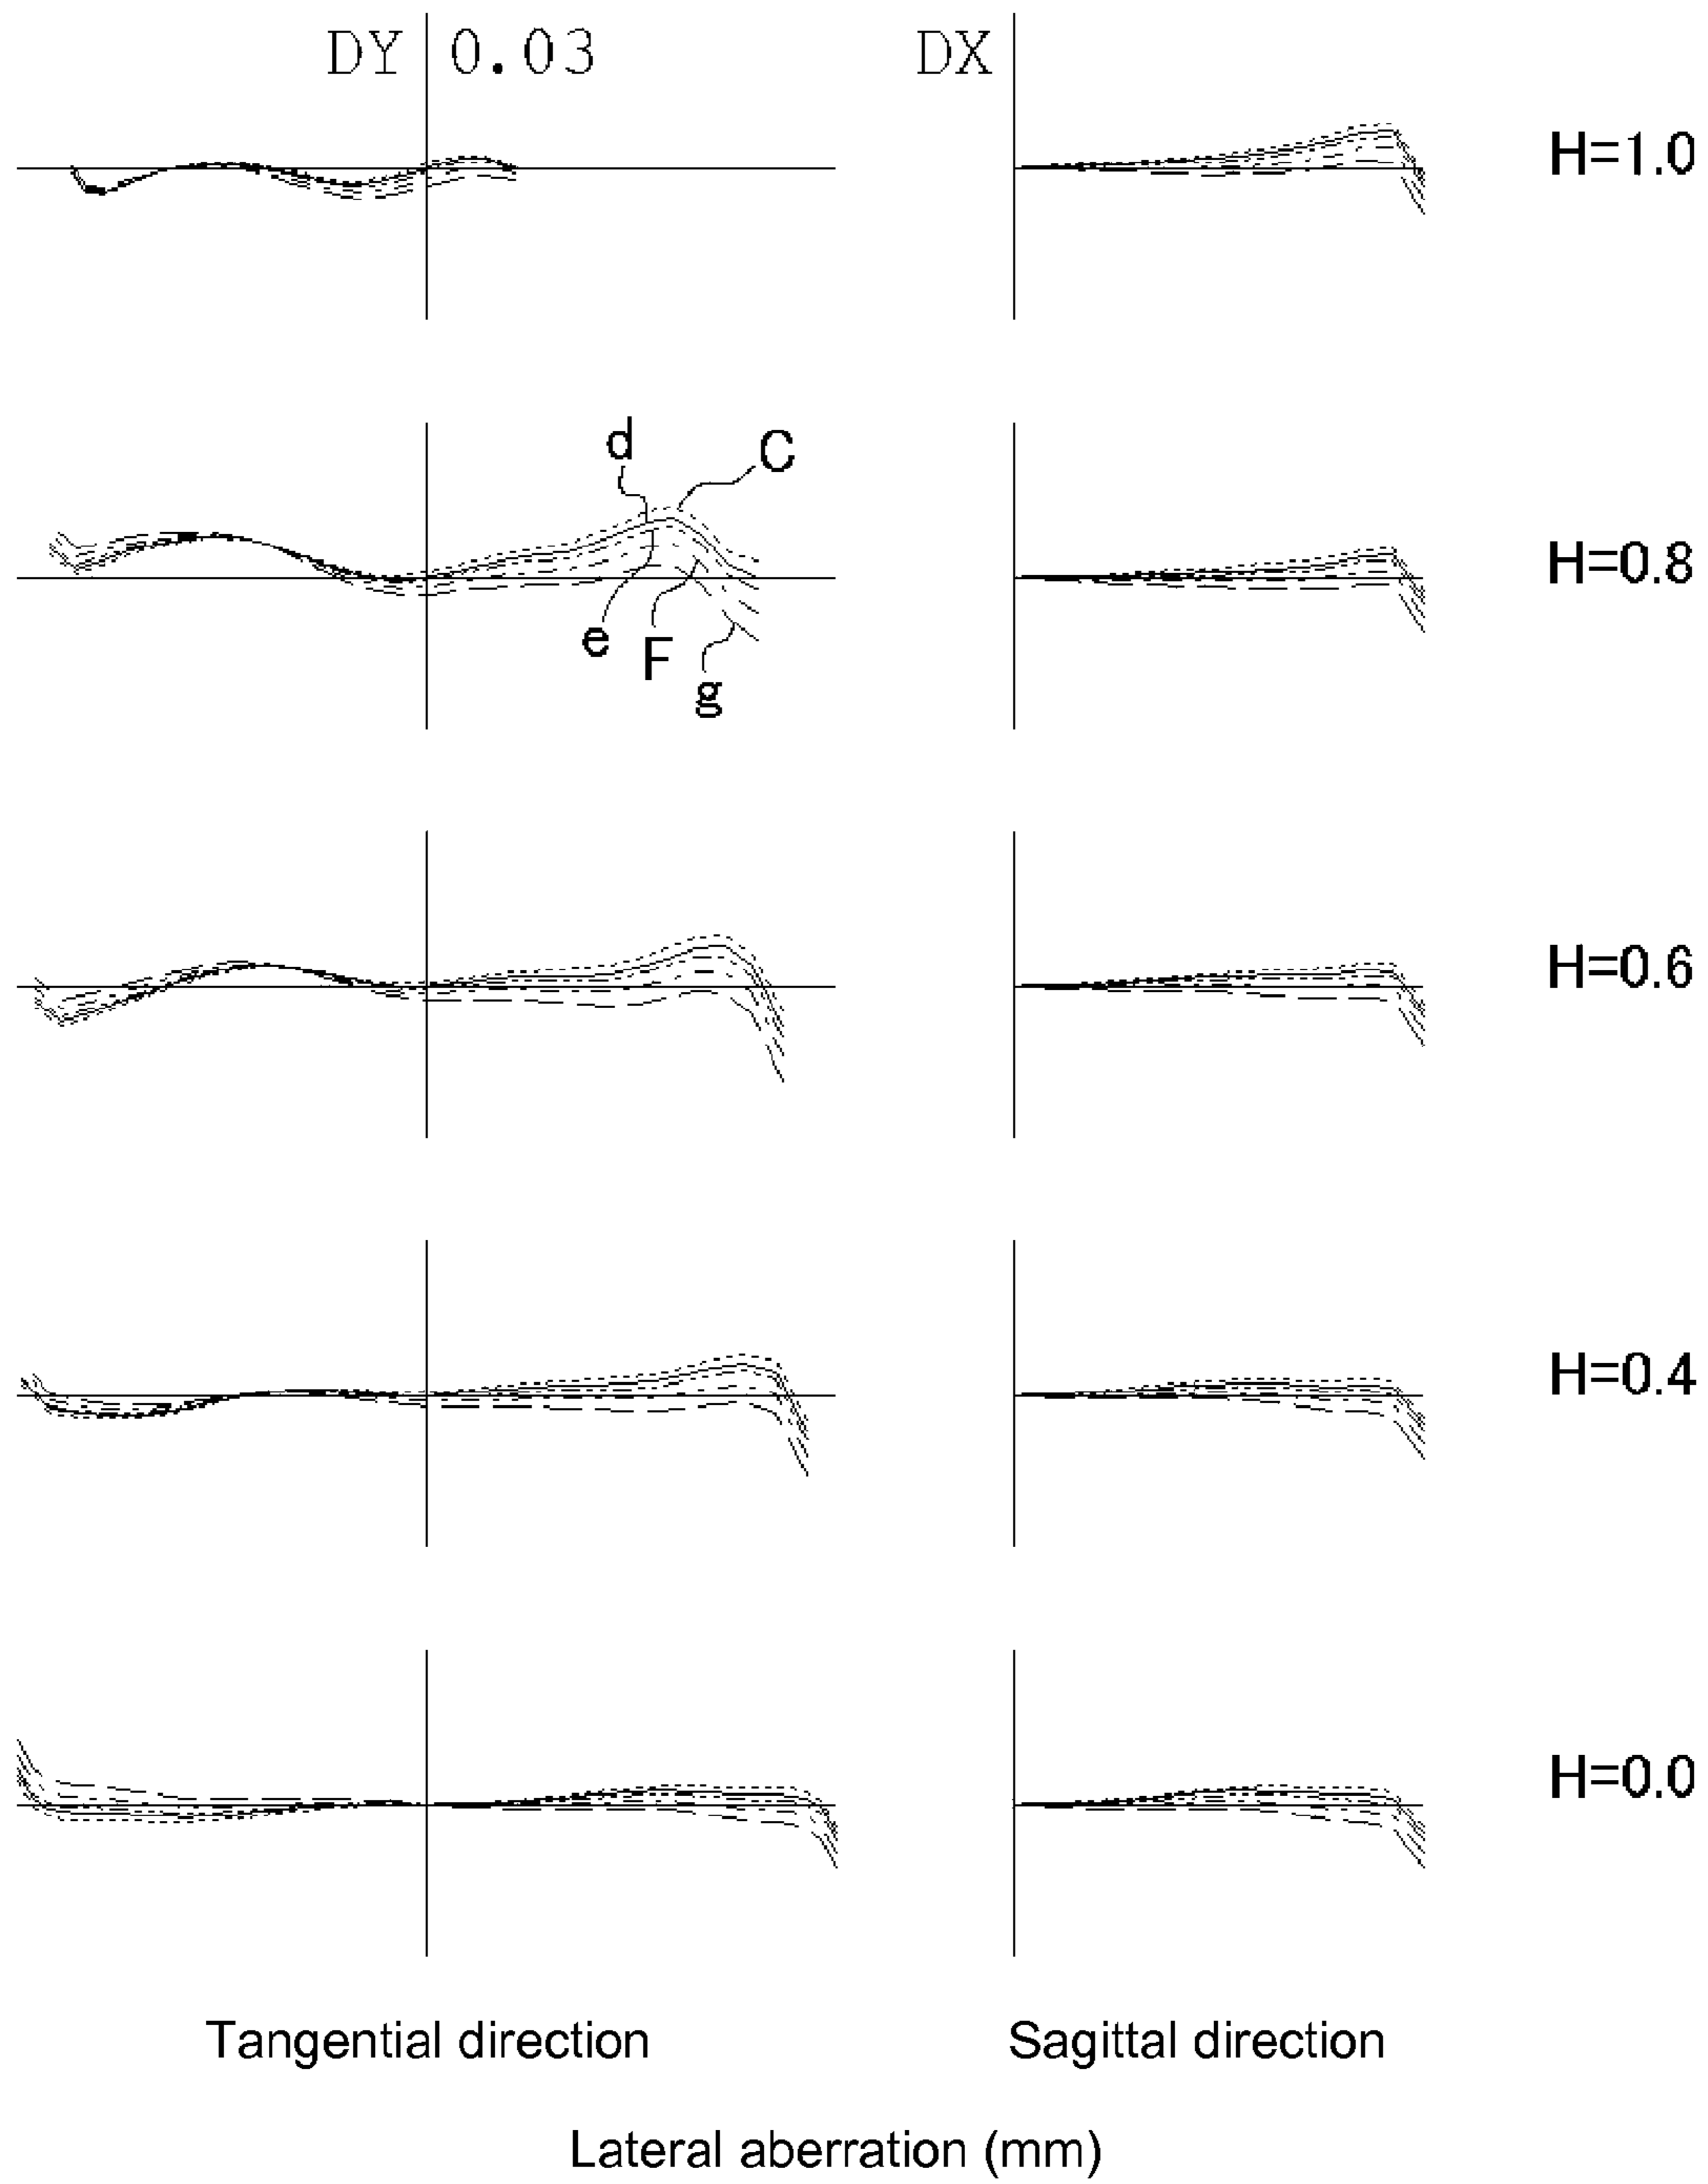 DY 0.03 DX
H=1.0
d C
H=0.8
e F g
H=0.6
H=0.4
H=0.0
Tangential direction Sagittal direction
Lateral aberration (mm)